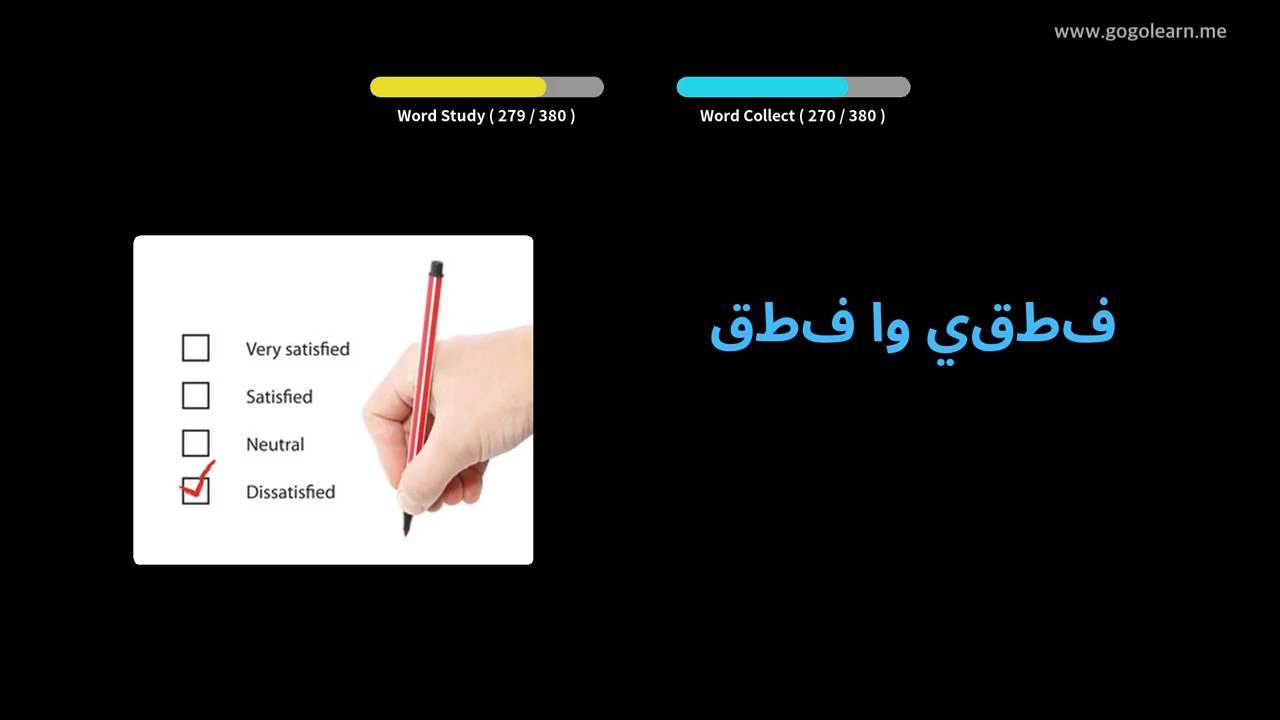 www.gogolearn.me
Word Study ( 279 / 380 )
Word Collect ( 270 / 380 )
فطقي وا فطق
Very satisfied
Satisfied
Neutral
Dissatisfied